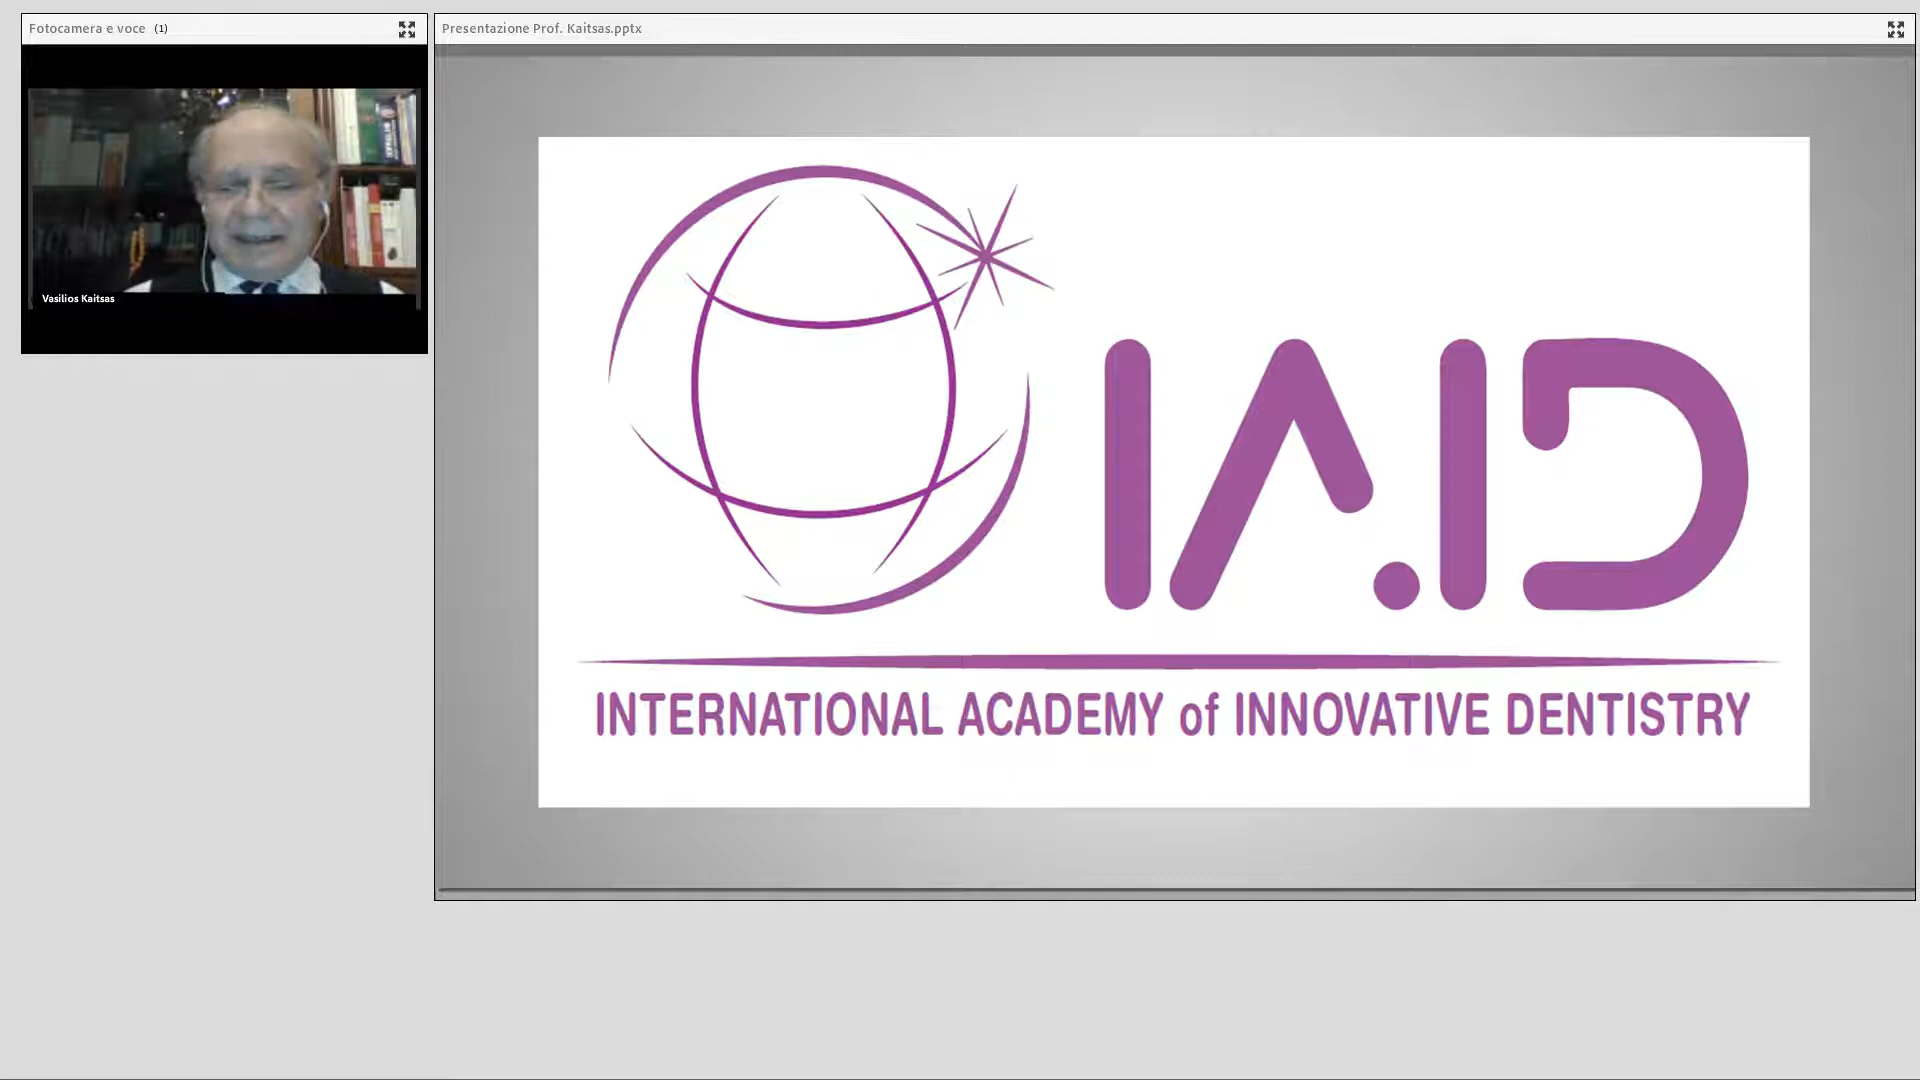 Fotocamera e voce (1)
Presentazione Prof. Kaitsas.pptx
Vasilios Kaitsas
IA.ID
INTERNATIONAL ACADEMY of INNOVATIVE DENTISTRY